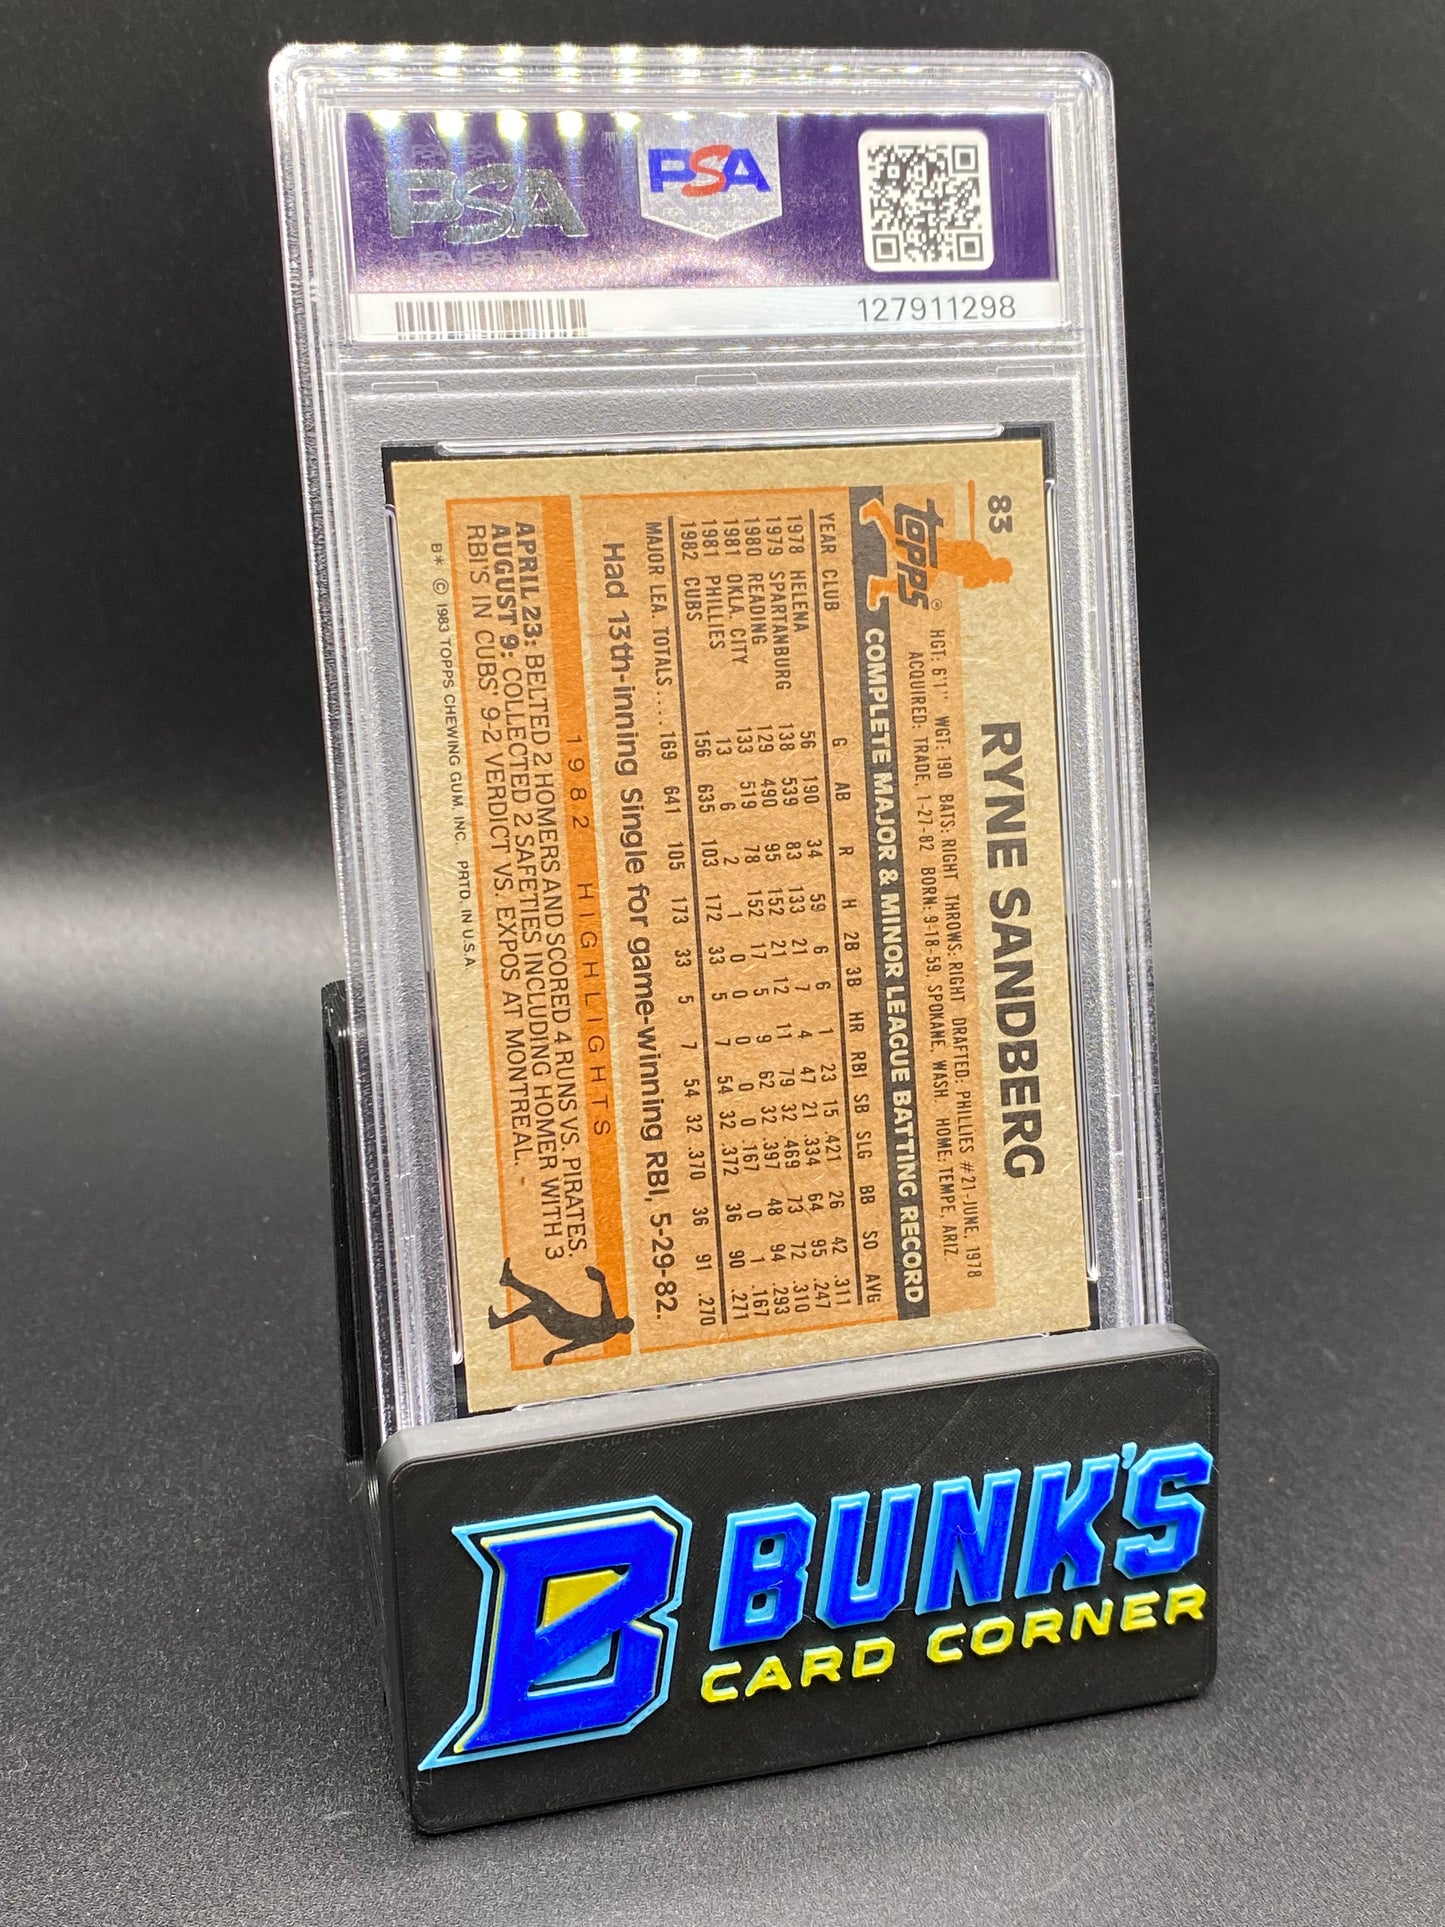 PSA
PSA
127911298
83
RYNE SANDBERG
TOPPS®
HGT: 6'1" WGT: 190 BATS: RIGHT THROWS: RIGHT DRAFTED: PHILLIES #21-JUNE, 1978
ACQUIRED: TRADE, 1-27-82 BORN: 9-18-59, SPOKANE, WASH. HOME: TEMPE, ARIZ.
COMPLETE MAJOR & MINOR LEAGUE BATTING RECORD
YEAR CLUB G AB R H 2B 3B HR RBI SB SLG BB SO AVG
1978 HELENA 56 190 34 59 6 6 1 23 15 .421 26 42 .311
1979 SPARTANBURG 138 539 83 133 21 7 4 47 21 .334 64 95 .247
1980 READING 129 490 95 152 21 12 11 79 32 .469 73 72 .310
1981 OKLA. CITY 133 519 78 152 17 5 9 62 32 .397 48 94 .293
1981 PHILLIES 13 6 2 1 0 0 0 0 0 .167 0 1 .167
1982 CUBS 156 635 103 172 33 5 7 54 32 .372 36 90 .271
MAJOR LEA. TOTALS.... 169 641 105 173 33 5 7 54 32 .370 36 91 .270
Had 13th-inning Single for game-winning RBI, 5-29-82.
1982 HIGHLIGHTS
APRIL 23: BELTED 2 HOMERS AND SCORED 4 RUNS VS. PIRATES.
AUGUST 9: COLLECTED 2 SAFETIES INCLUDING HOMER WITH 3
RBI'S IN CUBS' 9-2 VERDICT VS. EXPOS AT MONTREAL.
B* © 1983 TOPPS CHEWING GUM, INC. PRTD. IN U.S.A.
B BUNK'S
CARD CORNER